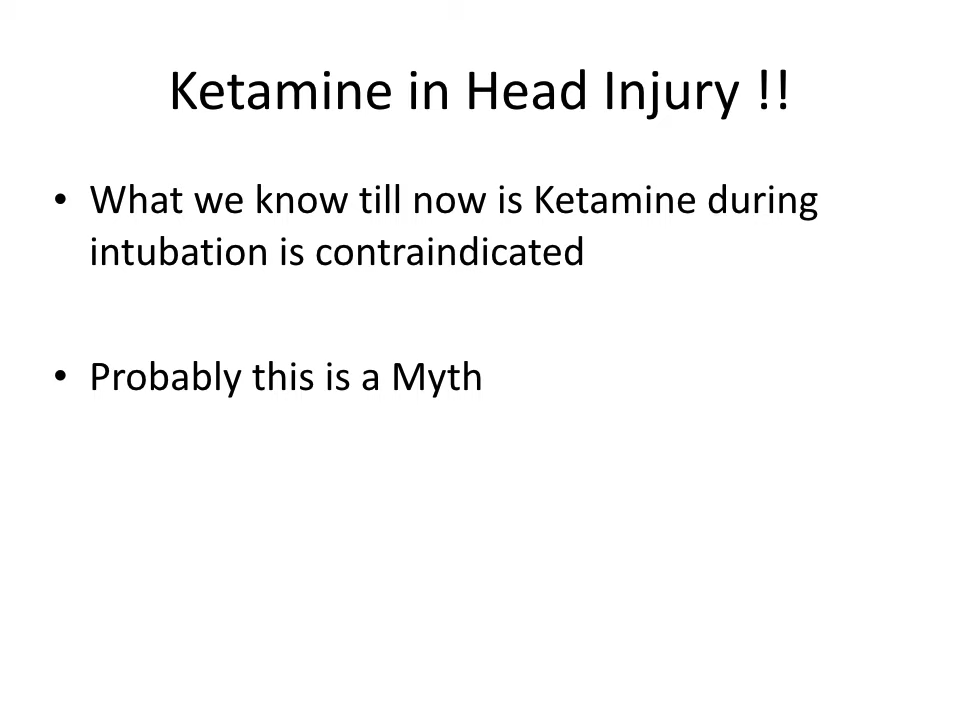 Ketamine in Head Injury !!
• What we know till now is Ketamine during
intubation is contraindicated
• Probably this is a Myth